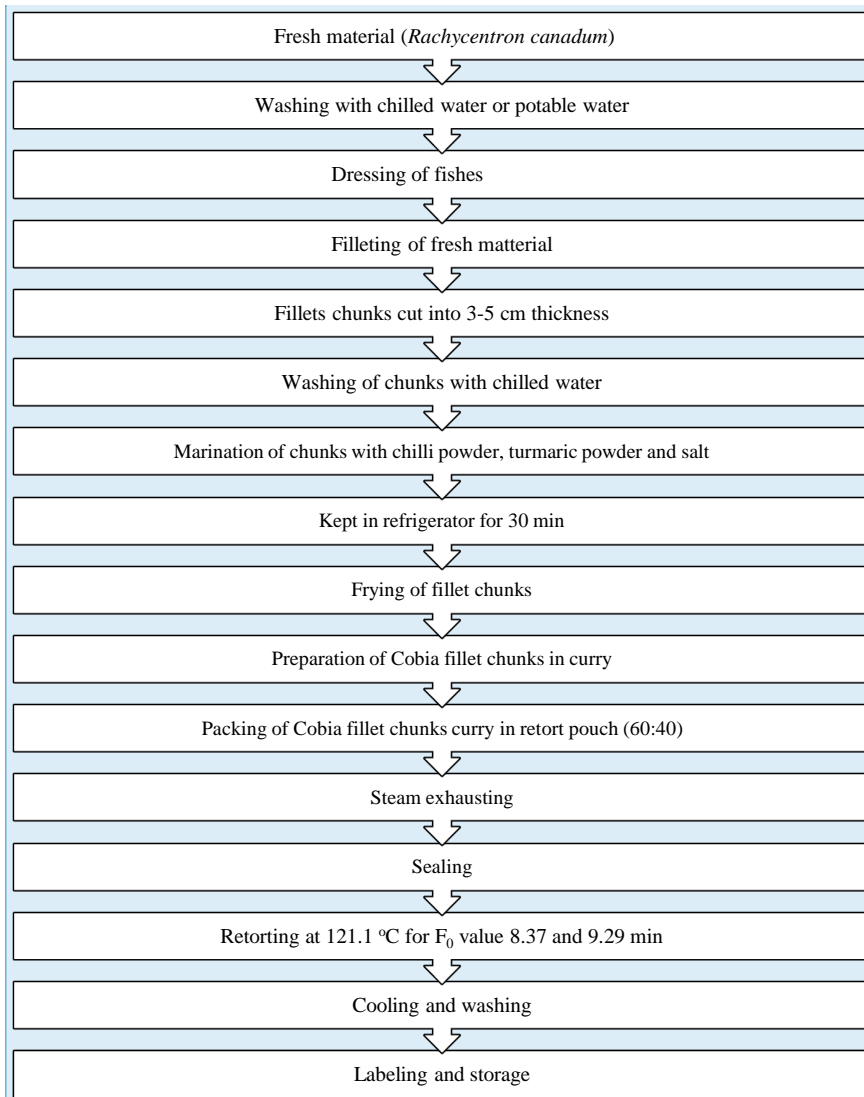 Fresh material (Rachycentron canadum)
Washing with chilled water or potable water
Dressing of fishes
Filleting of fresh matterial
Fillets chunks cut into 3-5 cm thickness
Washing of chunks with chilled water
Marination of chunks with chilli powder, turmaric powder and salt
Kept in refrigerator for 30 min
Frying of fillet chunks
Preparation of Cobia fillet chunks in curry
Packing of Cobia fillet chunks curry in retort pouch (60:40)
Steam exhausting
Sealing
Retorting at 121.1 °C for F₀ value 8.37 and 9.29 min
Cooling and washing
Labeling and storage